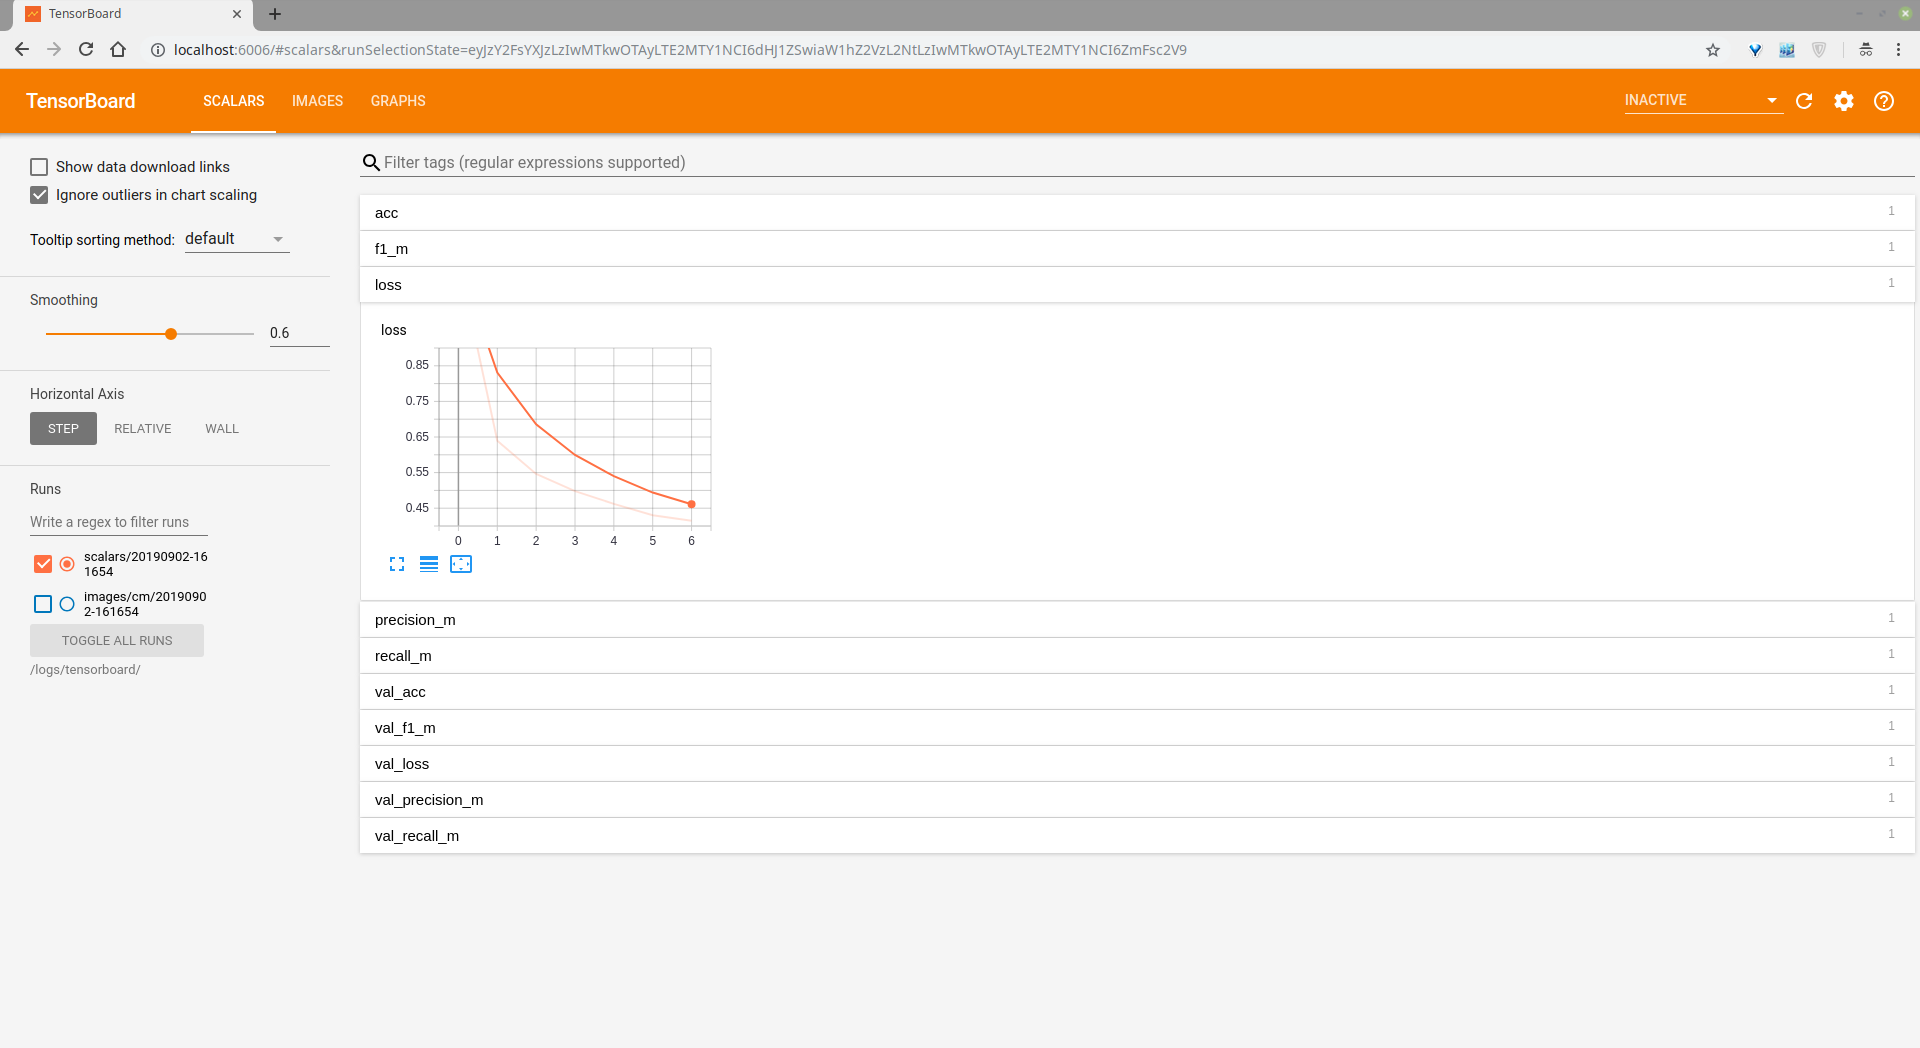 TensorBoard
localhost:6006/#scalars&runSelectionState=eyJzY2FsYXJzLzIwMTkwOTAyLTE2MTY1NCI6dHJ1ZSwiaW1hZ2VzL2NtLzIwMTkwOTAyLTE2MTY1NCI6ZmFsc2V9
TensorBoard SCALARS IMAGES GRAPHS INACTIVE
Show data download links
Ignore outliers in chart scaling
Tooltip sorting method: default
Smoothing
0.6
Horizontal Axis
STEP RELATIVE WALL
Runs
Write a regex to filter runs
scalars/20190902-16
1654
images/cm/2019090
2-161654
TOGGLE ALL RUNS
/logs/tensorboard/
Filter tags (regular expressions supported)
acc 1
f1_m 1
loss 1
loss
0.85
0.75
0.65
0.55
0.45
0 1 2 3 4 5 6
precision_m 1
recall_m 1
val_acc 1
val_f1_m 1
val_loss 1
val_precision_m 1
val_recall_m 1